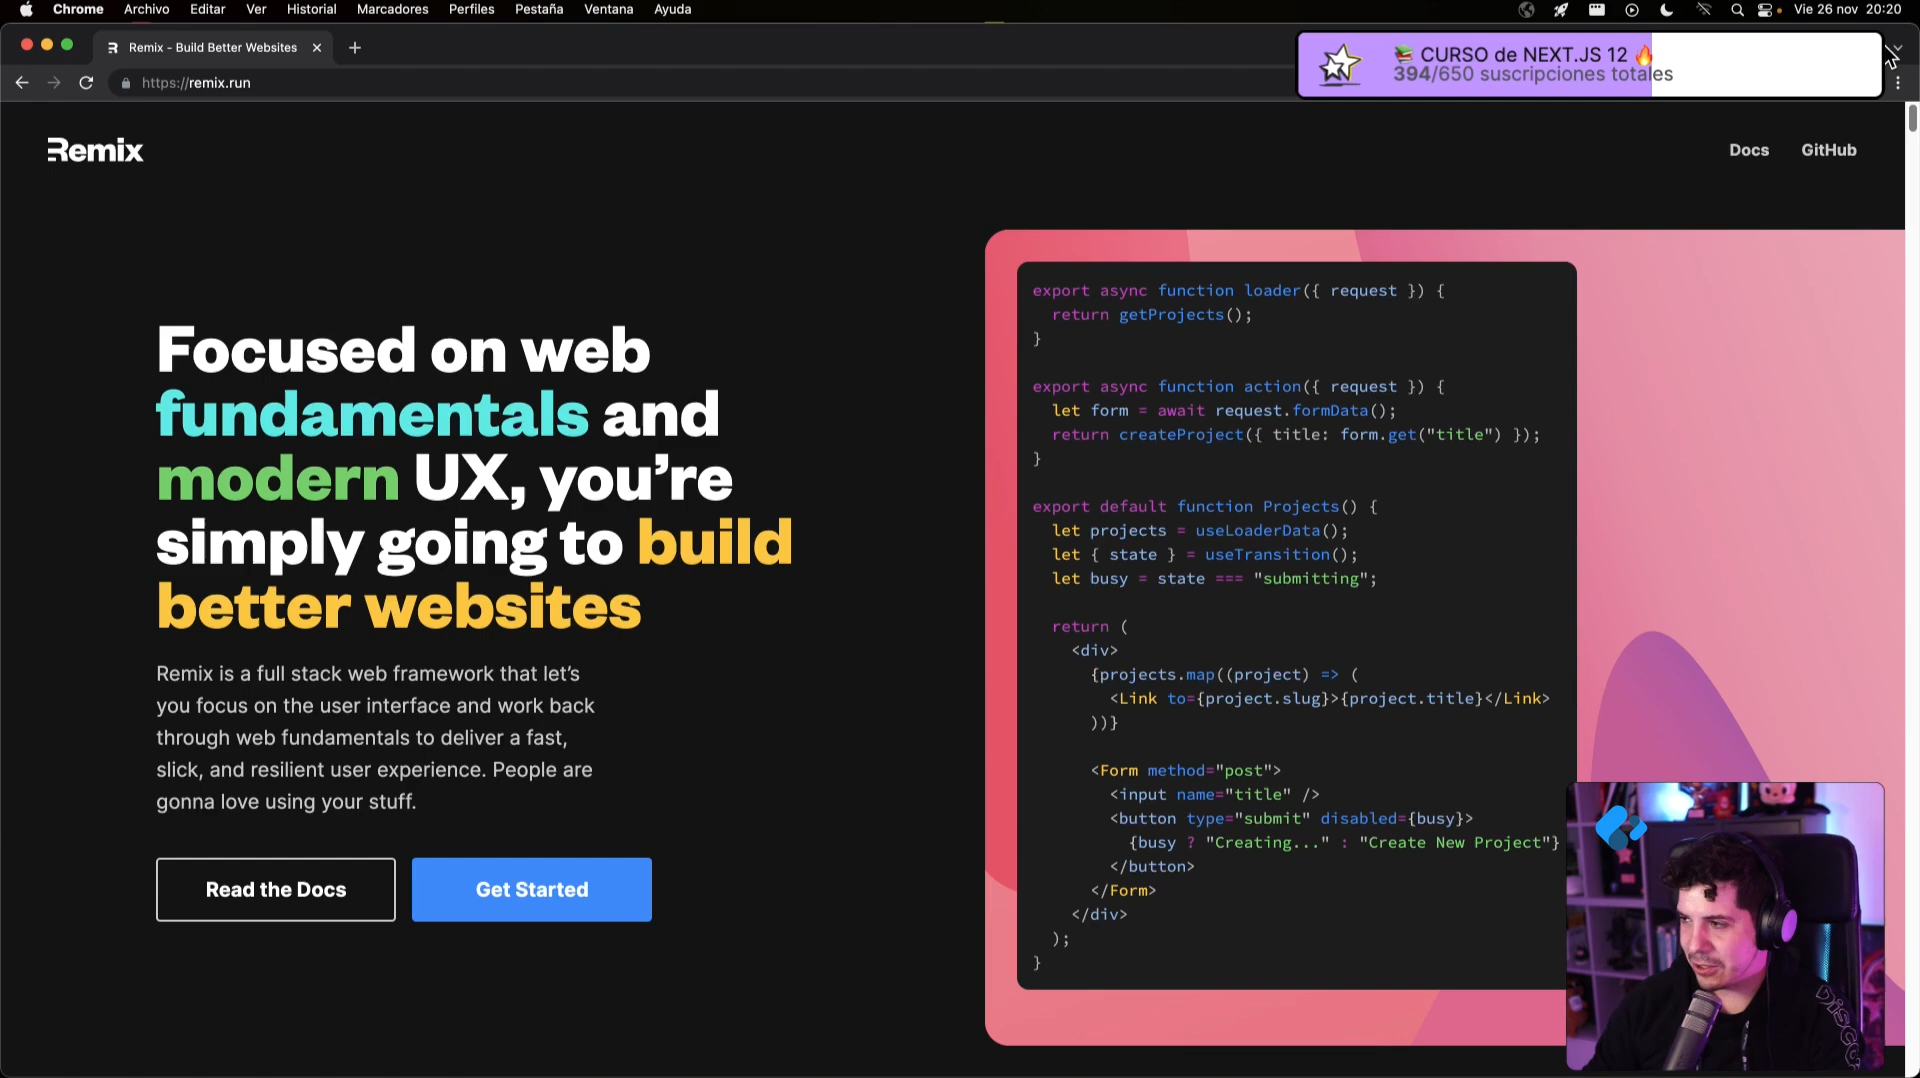 Chrome Archivo Editar Ver Historial Marcadores Perfiles Pestaña Ventana Ayuda Vie 26 nov 20:20
Remix - Build Better Websites
https://remix.run
📚 CURSO de NEXT.JS 12 🔥
394/650 suscripciones totales
Remix
Docs GitHub
Focused on web
fundamentals and
modern UX, you’re
simply going to build
better websites
Remix is a full stack web framework that let’s
you focus on the user interface and work back
through web fundamentals to deliver a fast,
slick, and resilient user experience. People are
gonna love using your stuff.
Read the Docs Get Started
export async function loader({ request }) {
return getProjects();
}
export async function action({ request }) {
let form = await request.formData();
return createProject({ title: form.get("title") });
}
export default function Projects() {
let projects = useLoaderData();
let { state } = useTransition();
let busy = state === "submitting";
return (
<div>
{projects.map((project) => (
<Link to={project.slug}>{project.title}</Link>
))}
<Form method="post">
<input name="title" />
<button type="submit" disabled={busy}>
{busy ? "Creating..." : "Create New Project"}
</button>
</Form>
</div>
);
}